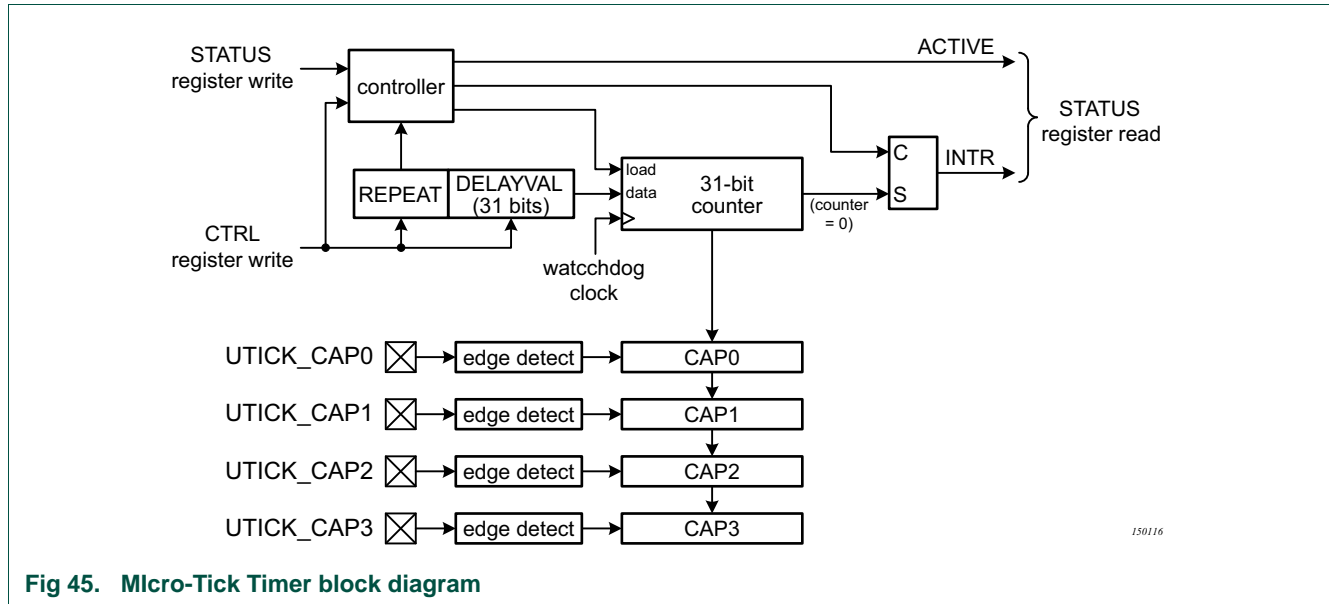 STATUS
register write
controller
ACTIVE
STATUS
register read
C
S
INTR
REPEAT
DELAYVAL
(31 bits)
load
data
31-bit
counter
(counter
= 0)
CTRL
register write
watcchdog
clock
UTICK_CAP0
edge detect
CAP0
UTICK_CAP1
edge detect
CAP1
UTICK_CAP2
edge detect
CAP2
UTICK_CAP3
edge detect
CAP3
150116
Fig 45. MIcro-Tick Timer block diagram